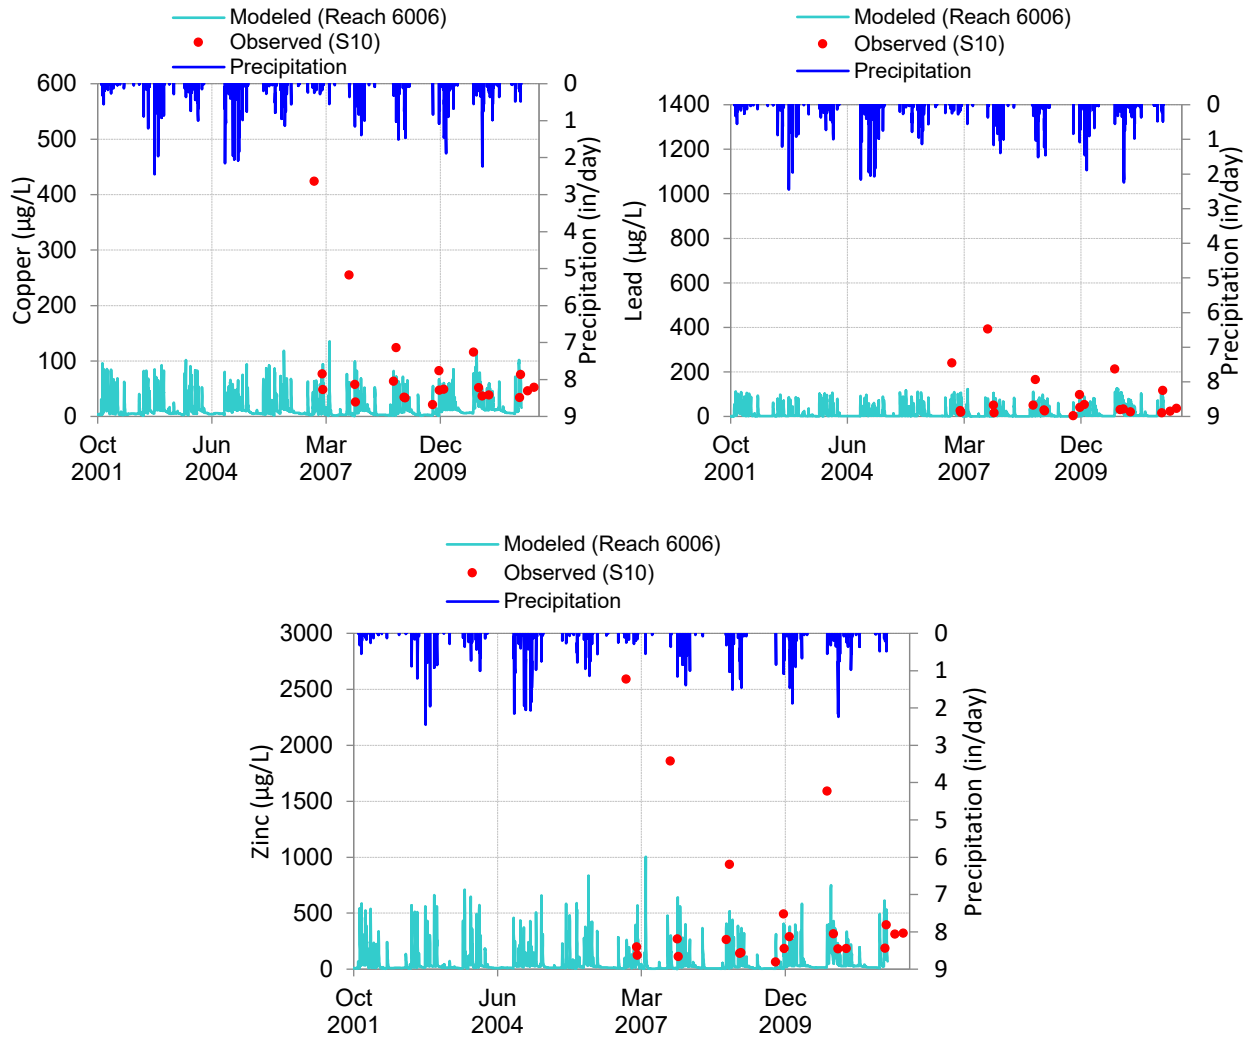 Modeled (Reach 6006)
Observed (S10)
Precipitation
600
500
400
300
200
100
0
Copper (µg/L)
0
1
2
3
4
5
6
7
8
9
Precipitation (in/day)
Oct 2001
Jun 2004
Mar 2007
Dec 2009
Modeled (Reach 6006)
Observed (S10)
Precipitation
1400
1200
1000
800
600
400
200
0
Lead (µg/L)
0
1
2
3
4
5
6
7
8
9
Precipitation (in/day)
Oct 2001
Jun 2004
Mar 2007
Dec 2009
Modeled (Reach 6006)
Observed (S10)
Precipitation
3000
2500
2000
1500
1000
500
0
Zinc (µg/L)
0
1
2
3
4
5
6
7
8
9
Precipitation (in/day)
Oct 2001
Jun 2004
Mar 2007
Dec 2009